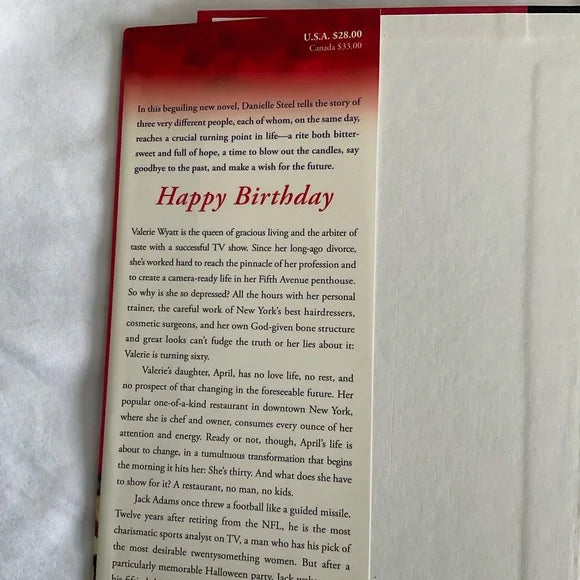 U.S.A. $28.00
Canada $33.00
In this beguiling new novel, Danielle Steel tells the story of
three very different people, each of whom, on the same day,
reaches a crucial turning point in life—a rite both bitter-
sweet and full of hope, a time to blow out the candles, say
goodbye to the past, and make a wish for the future.
Happy Birthday
Valerie Wyatt is the queen of gracious living and the arbiter of
taste with a successful TV show. Since her long-ago divorce,
she's worked hard to reach the pinnacle of her profession and
to create a camera-ready life in her Fifth Avenue penthouse.
So why is she so depressed? All the hours with her personal
trainer, the careful work of New York's best hairdressers,
cosmetic surgeons, and her own God-given bone structure
and great looks can't fudge the truth or her lies about it:
Valerie is turning sixty.
Valerie's daughter, April, has no love life, no rest, and
no prospect of that changing in the foreseeable future. Her
popular one-of-a-kind restaurant in downtown New York,
where she is chef and owner, consumes every ounce of her
attention and energy. Ready or not, though, April's life is
about to change, in a tumultuous transformation that begins
the morning it hits her: She's thirty. And what does she have
to show for it? A restaurant, no man, no kids.
Jack Adams once threw a football like a guided missile.
Twelve years after retiring from the NFL, he is the most
charismatic sports analyst on TV, a man who has his pick of
the most desirable twentysomething women. But after a
particularly memorable Halloween party, Jack